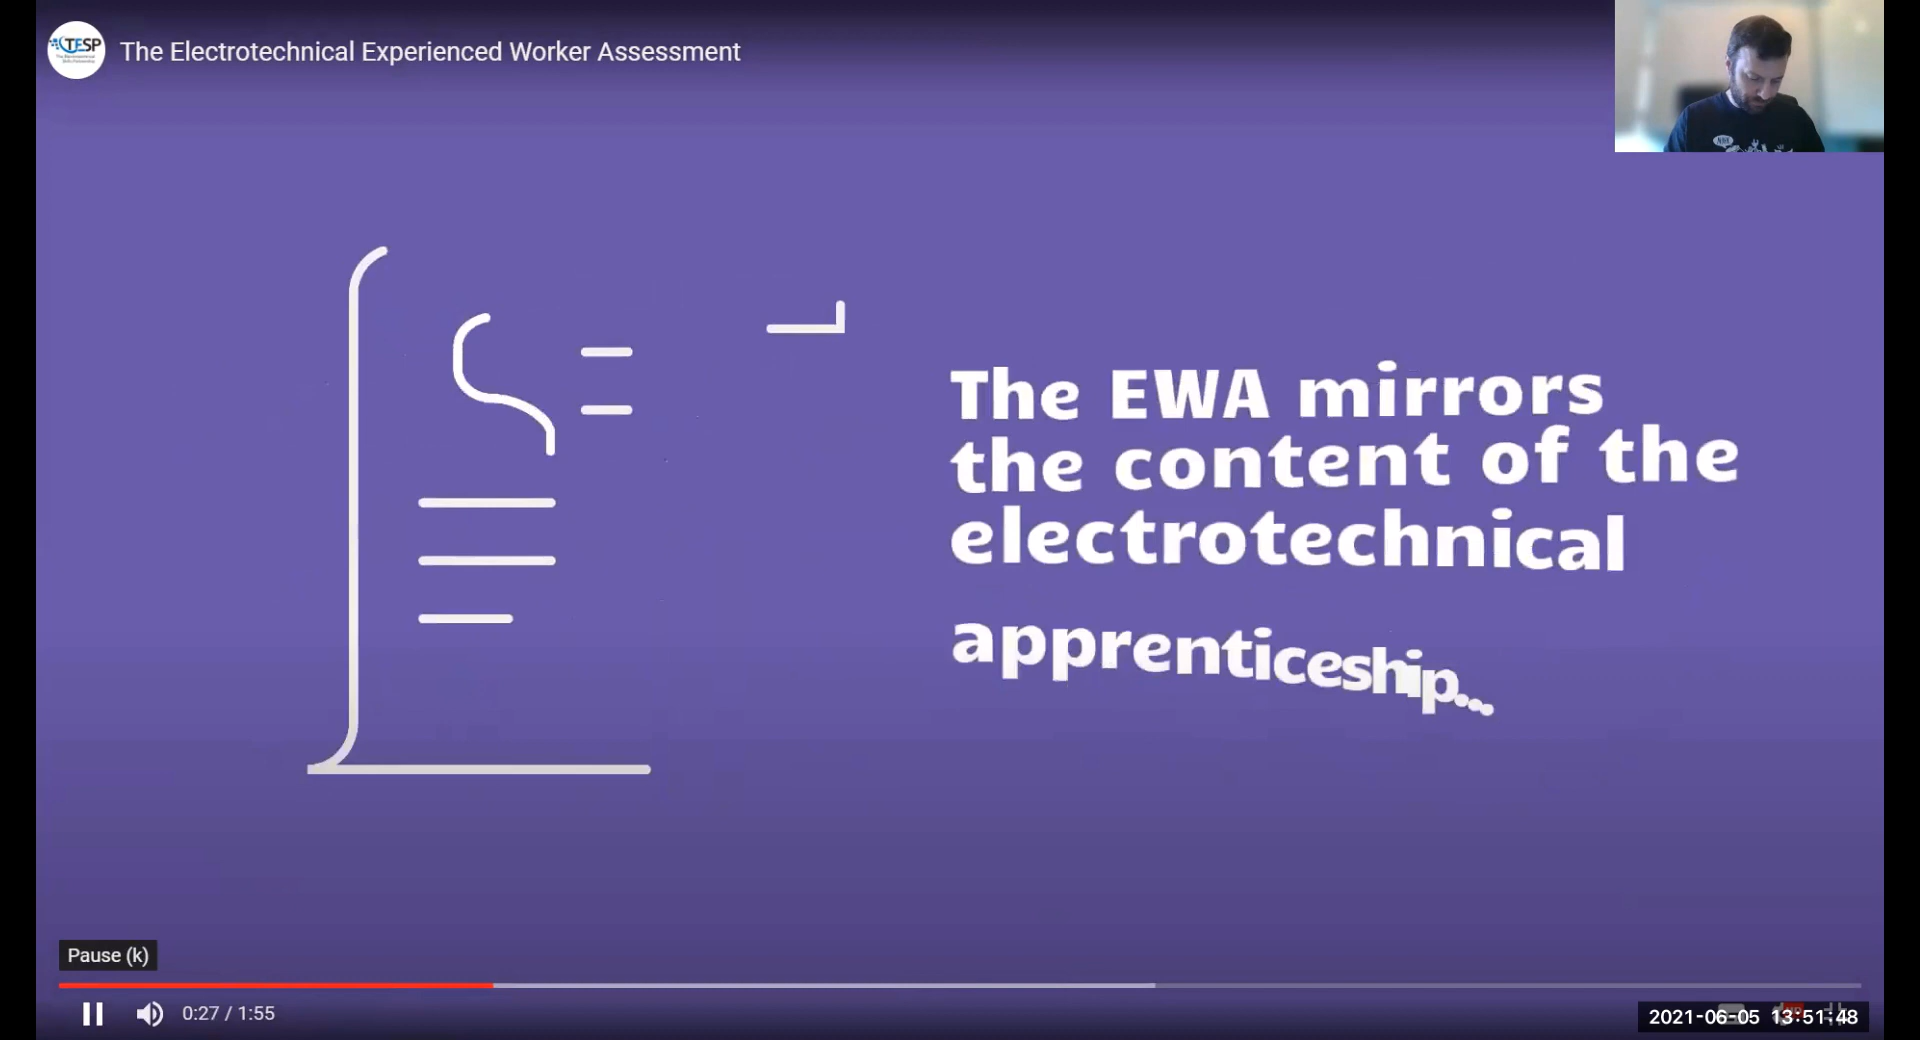 TESP
The Electrotechnical Experienced Worker Assessment
The EWA mirrors
the content of the
electrotechnical
apprenticeship...
Pause (k)
0:27 / 1:55
2021-06-05 13:51:48